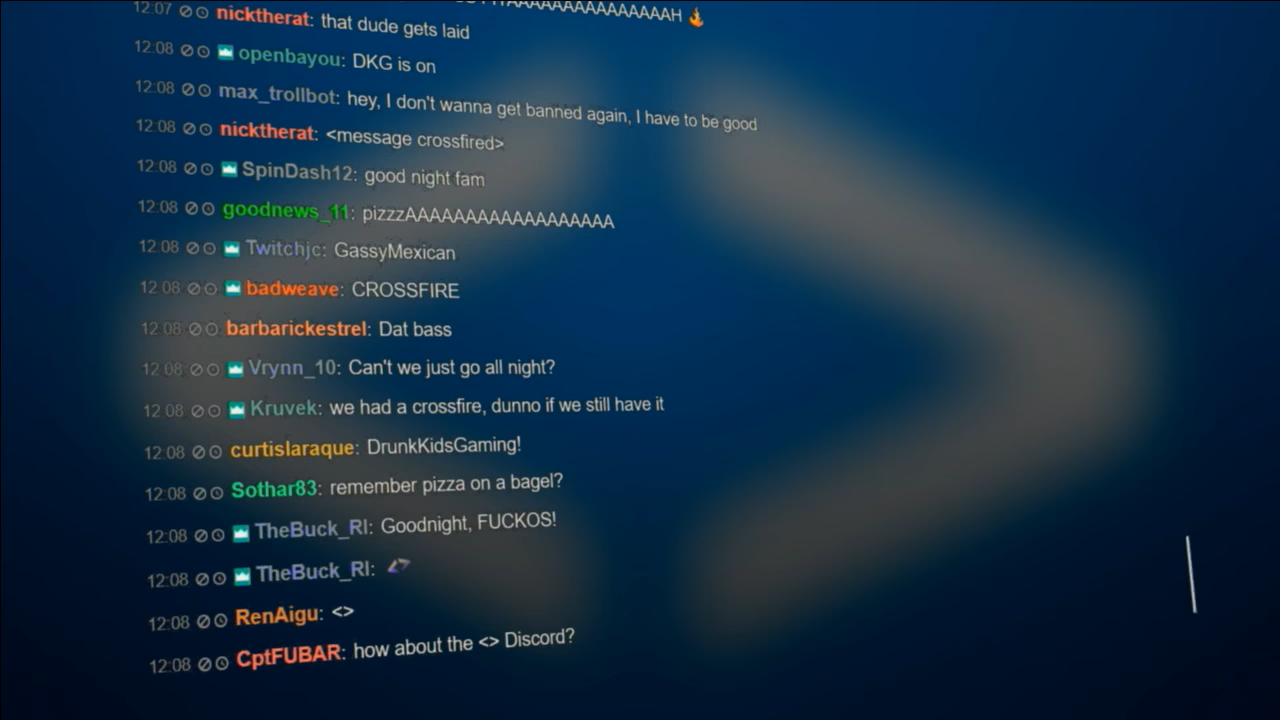 AAAAAAAAAAAAAAH 🔥
12:07 nicktherat: that dude gets laid
12:08 openbayou: DKG is on
12:08 max_trollbot: hey, I don't wanna get banned again, I have to be good
12:08 nicktherat: <message crossfired>
12:08 SpinDash12: good night fam
12:08 goodnews_11: pizzzAAAAAAAAAAAAAAAAAA
12:08 Twitchjc: GassyMexican
12:08 badweave: CROSSFIRE
12:08 barbarickestrel: Dat bass
12:08 Vrynn_10: Can't we just go all night?
12:08 Kruvek: we had a crossfire, dunno if we still have it
12:08 curtislaraque: DrunkKidsGaming!
12:08 Sothar83: remember pizza on a bagel?
12:08 TheBuck_RI: Goodnight, FUCKOS!
12:08 TheBuck_RI:
12:08 RenAigu: <>
12:08 CptFUBAR: how about the <> Discord?